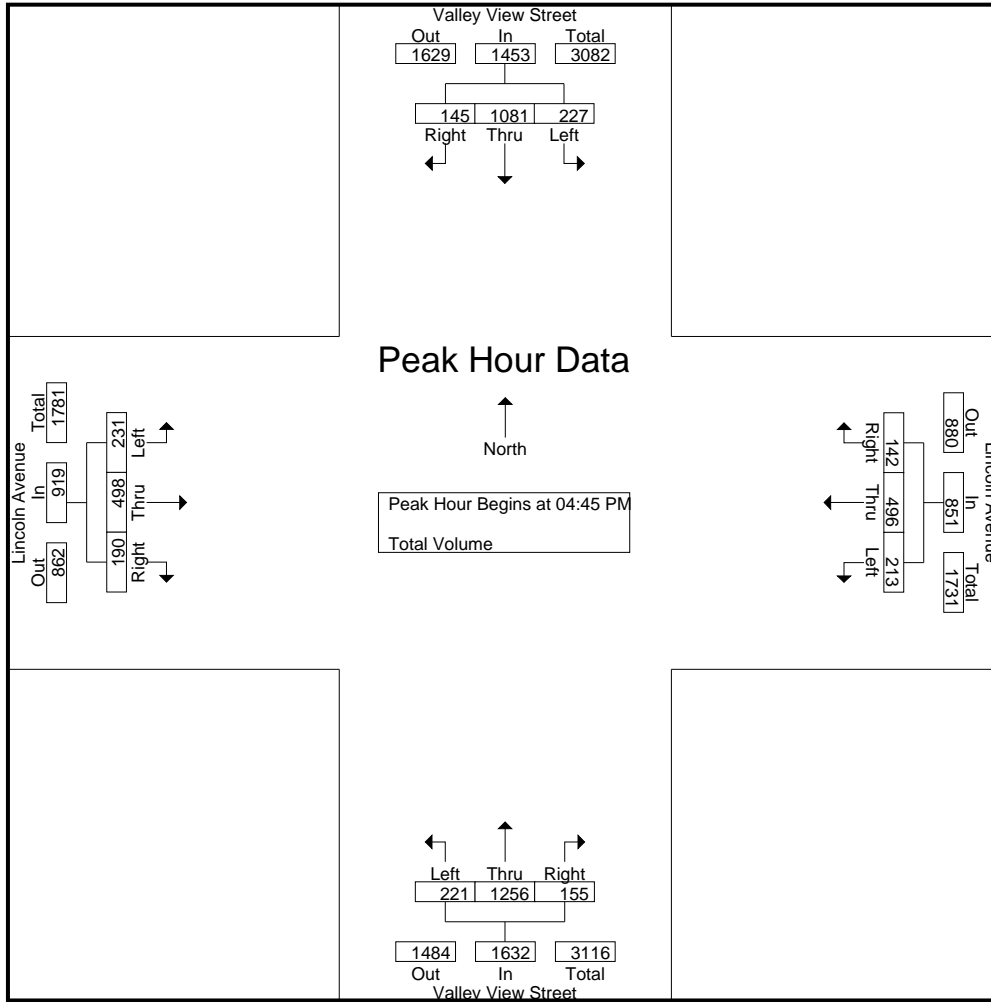 Valley View Street
Out In Total
1629 1453 3082
145 1081 227
Right Thru Left
Peak Hour Data
North
Peak Hour Begins at 04:45 PM
Total Volume
Lincoln Avenue
Out In Total
862 919 1781
190 498 231
Right Thru Left
Lincoln Avenue
Out In Total
880 851 1731
142 496 213
Right Thru Left
Left Thru Right
221 1256 155
1484 1632 3116
Out In Total
Valley View Street